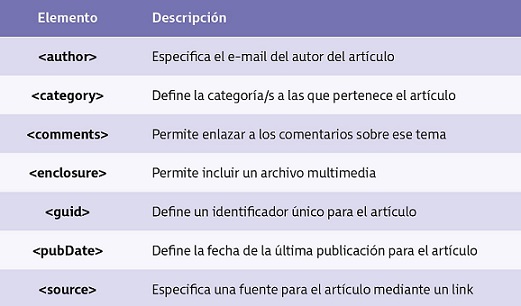 Elemento Descripción
<author> Especifica el e-mail del autor del artículo
<category> Define la categoría/s a las que pertenece el artículo
<comments> Permite enlazar a los comentarios sobre ese tema
<enclosure> Permite incluir un archivo multimedia
<guid> Define un identificador único para el artículo
<pubDate> Define la fecha de la última publicación para el artículo
<source> Especifica una fuente para el artículo mediante un link